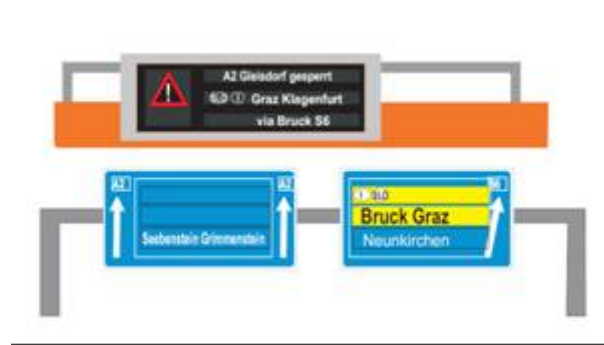 A2 Gleisdorf gesperrt
Graz Klagenfurt
via Bruck S6
A2 A2
Seebenstein Grimmenstein
S6
SLO
Bruck Graz
Neunkirchen